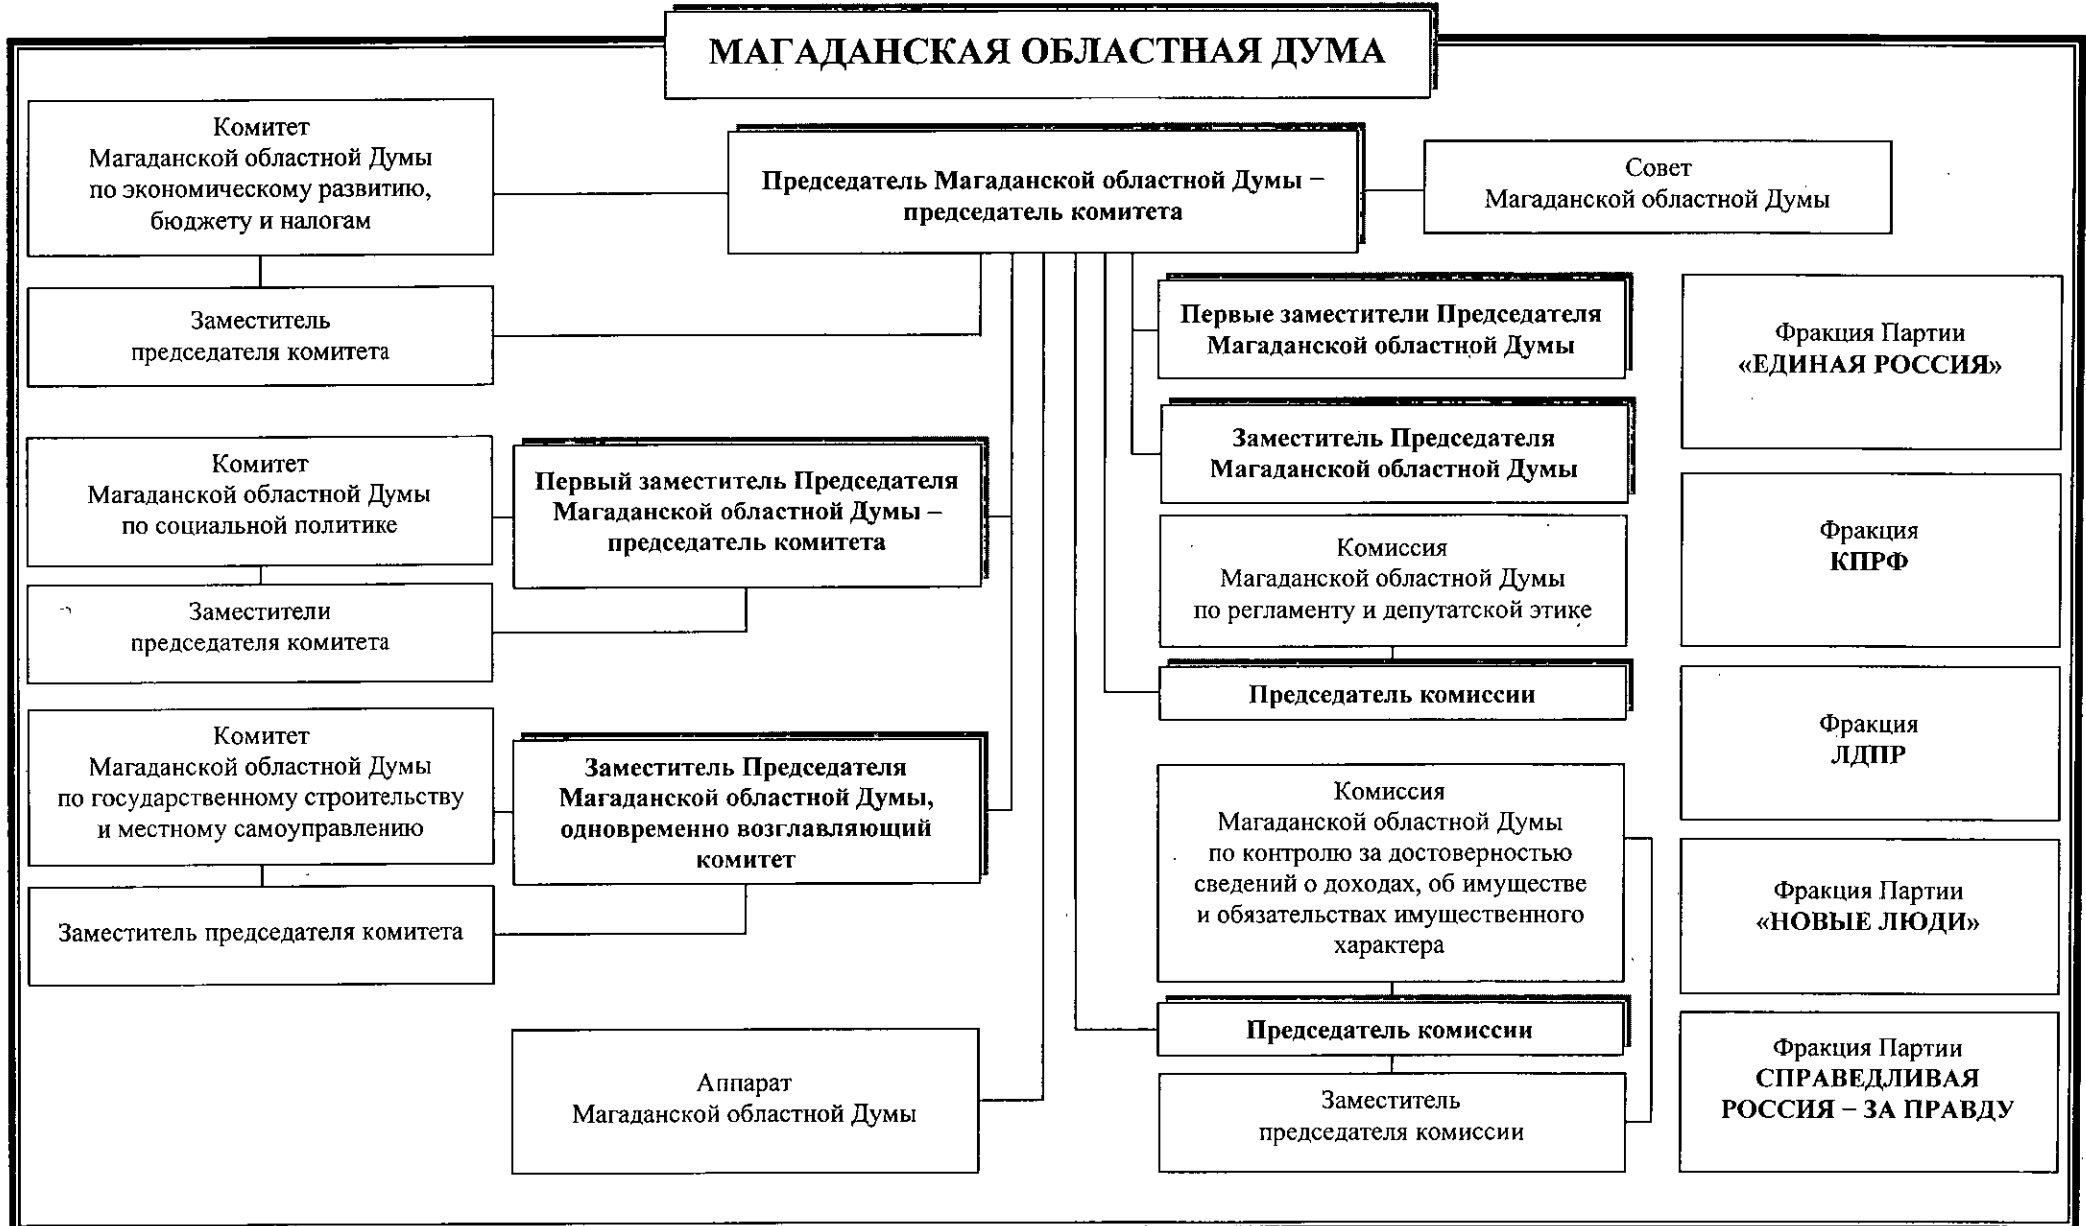 МАГАДАНСКАЯ ОБЛАСТНАЯ ДУМА
Комитет
Магаданской областной Думы
по экономическому развитию,
бюджету и налогам
Председатель Магаданской областной Думы –
председатель комитета
Совет
Магаданской областной Думы
Заместитель
председателя комитета
Первые заместители Председателя
Магаданской областной Думы
Фракция Партии
«ЕДИНАЯ РОССИЯ»
Заместитель Председателя
Магаданской областной Думы
Комитет
Магаданской областной Думы
по социальной политике
Первый заместитель Председателя
Магаданской областной Думы –
председатель комитета
Комиссия
Магаданской областной Думы
по регламенту и депутатской этике
Фракция
КПРФ
Заместители
председателя комитета
Председатель комиссии
Фракция
ЛДПР
Комитет
Магаданской областной Думы
по государственному строительству
и местному самоуправлению
Заместитель Председателя
Магаданской областной Думы,
одновременно возглавляющий
комитет
Комиссия
Магаданской областной Думы
по контролю за достоверностью
сведений о доходах, об имуществе
и обязательствах имущественного
характера
Фракция Партии
«НОВЫЕ ЛЮДИ»
Заместитель председателя комитета
Председатель комиссии
Фракция Партии
СПРАВЕДЛИВАЯ
РОССИЯ – ЗА ПРАВДУ
Аппарат
Магаданской областной Думы
Заместитель
председателя комиссии